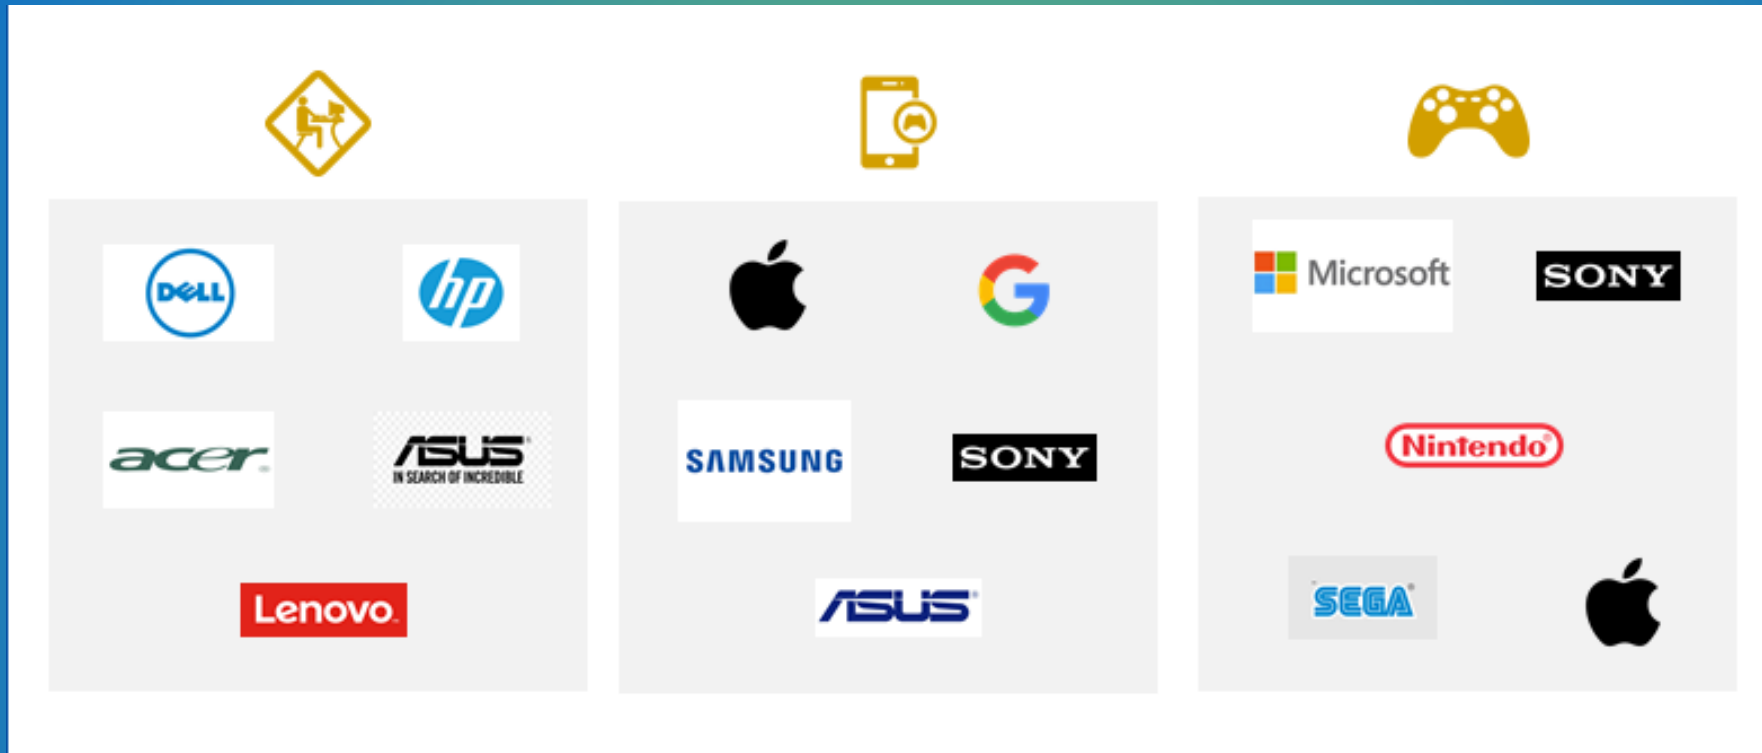 DELL
hp
acer
ASUS
IN SEARCH OF INCREDIBLE
Lenovo
G
SAMSUNG
SONY
ASUS
Microsoft
SONY
Nintendo
SEGA